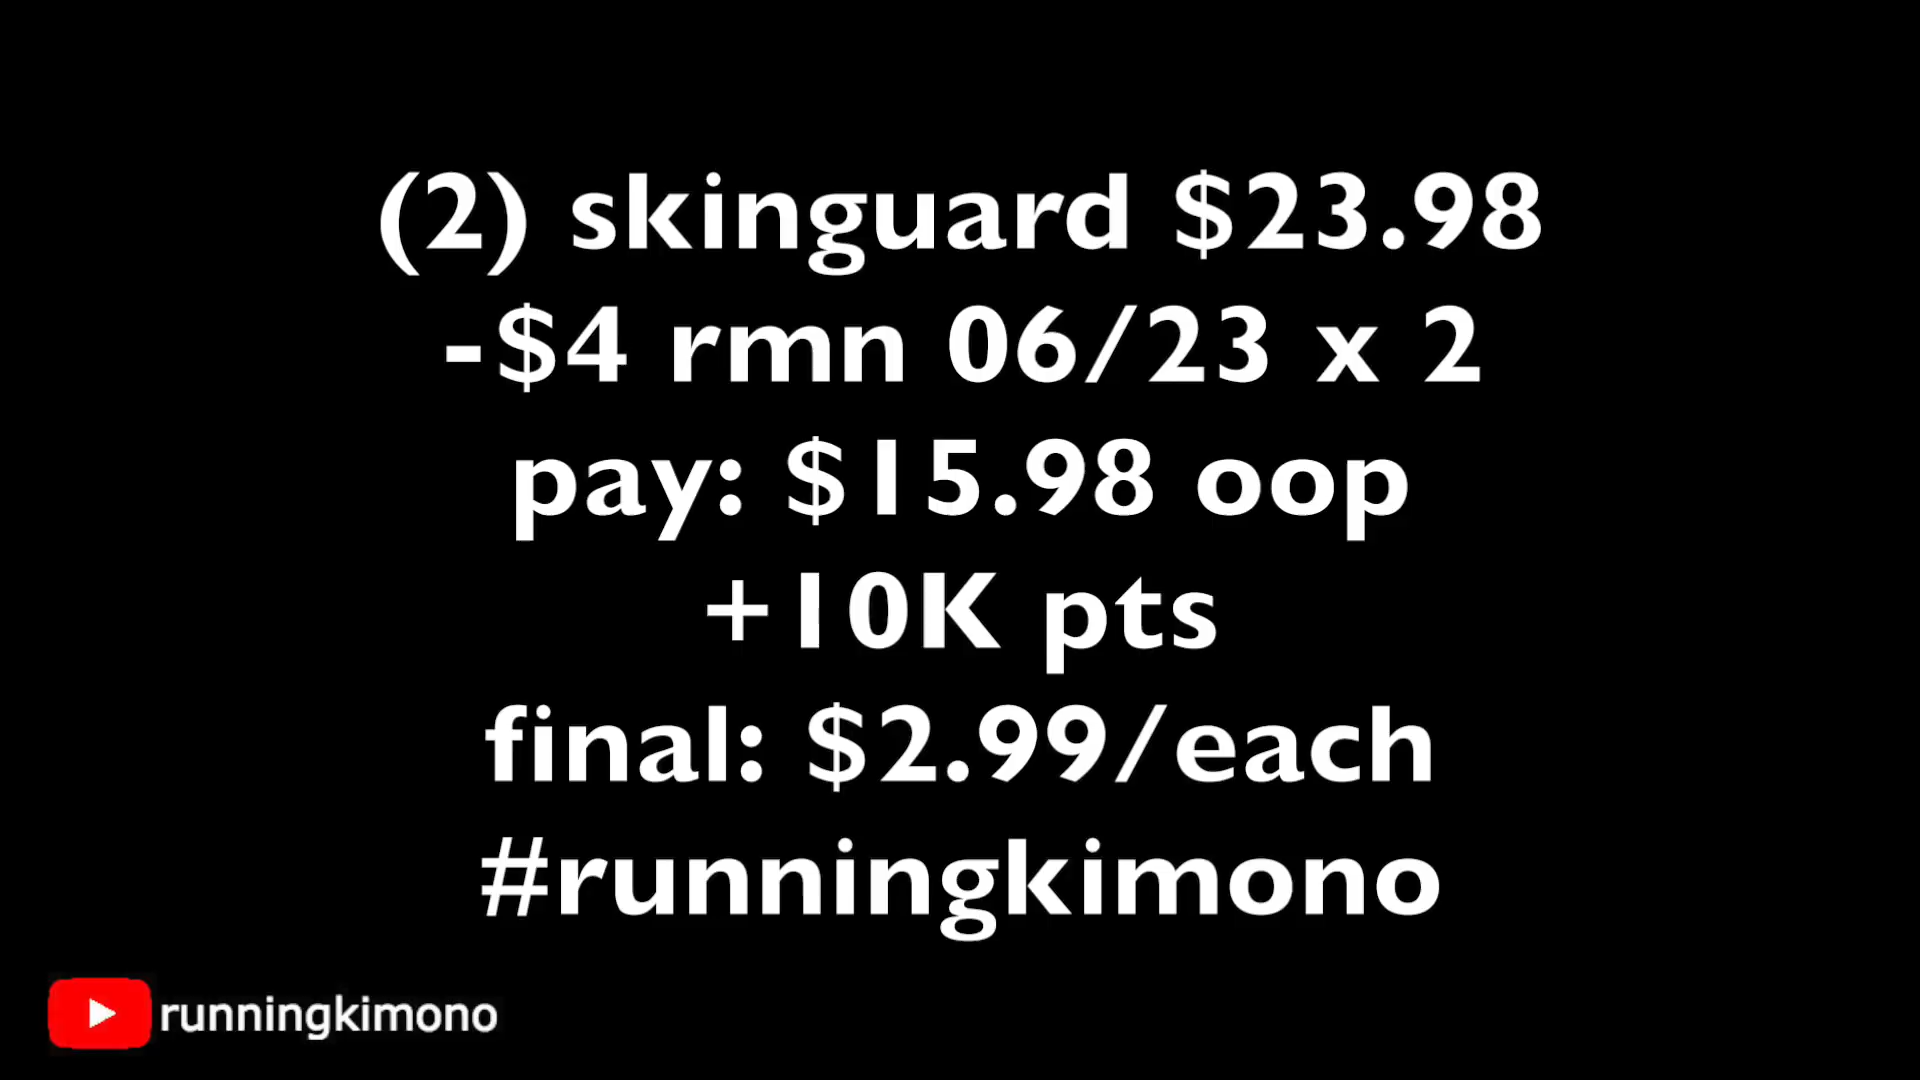 (2) skinguard $23.98
-$4 rmn 06/23 x 2
pay: $15.98 oop
+10K pts
final: $2.99/each
#runningkimono
runningkimono